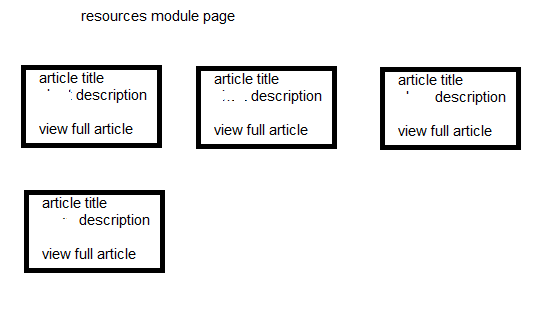 resources module page
article title
description
view full article
article title
description
view full article
article title
description
view full article
article title
description
view full article